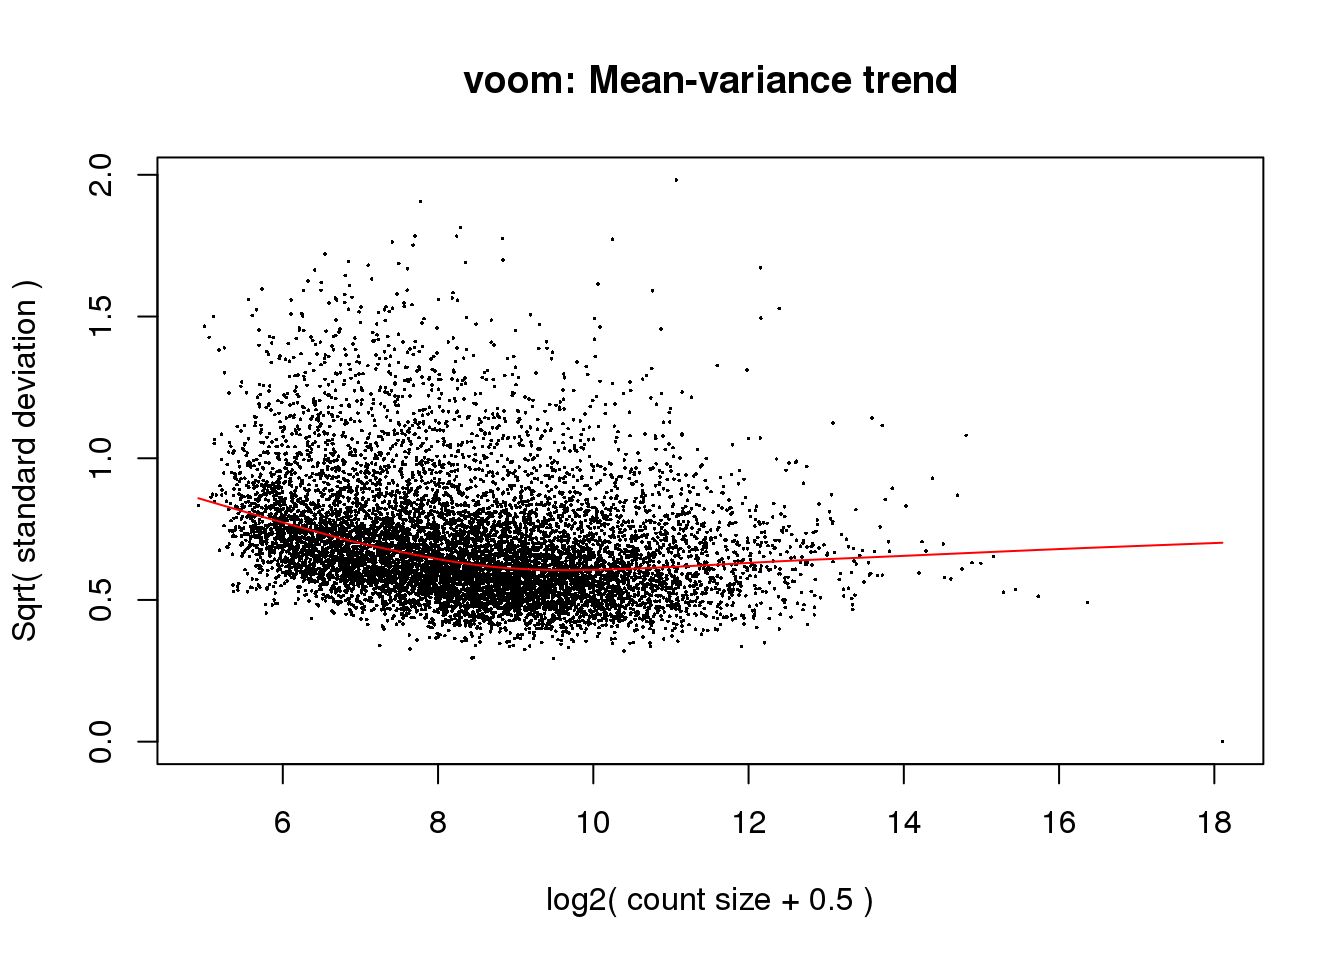 voom: Mean-variance trend
Sqrt( standard deviation )
2.0
1.5
1.0
0.5
0.0
6 8 10 12 14 16 18
log2( count size + 0.5 )